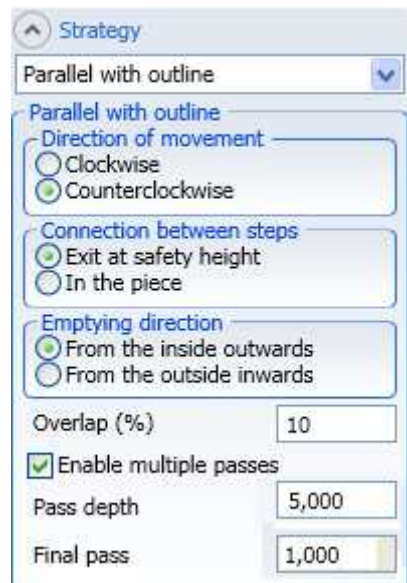 Strategy
Parallel with outline
Parallel with outline
Direction of movement
Clockwise
Counterclockwise
Connection between steps
Exit at safety height
In the piece
Emptying direction
From the inside outwards
From the outside inwards
Overlap (%) 10
Enable multiple passes
Pass depth 5,000
Final pass 1,000